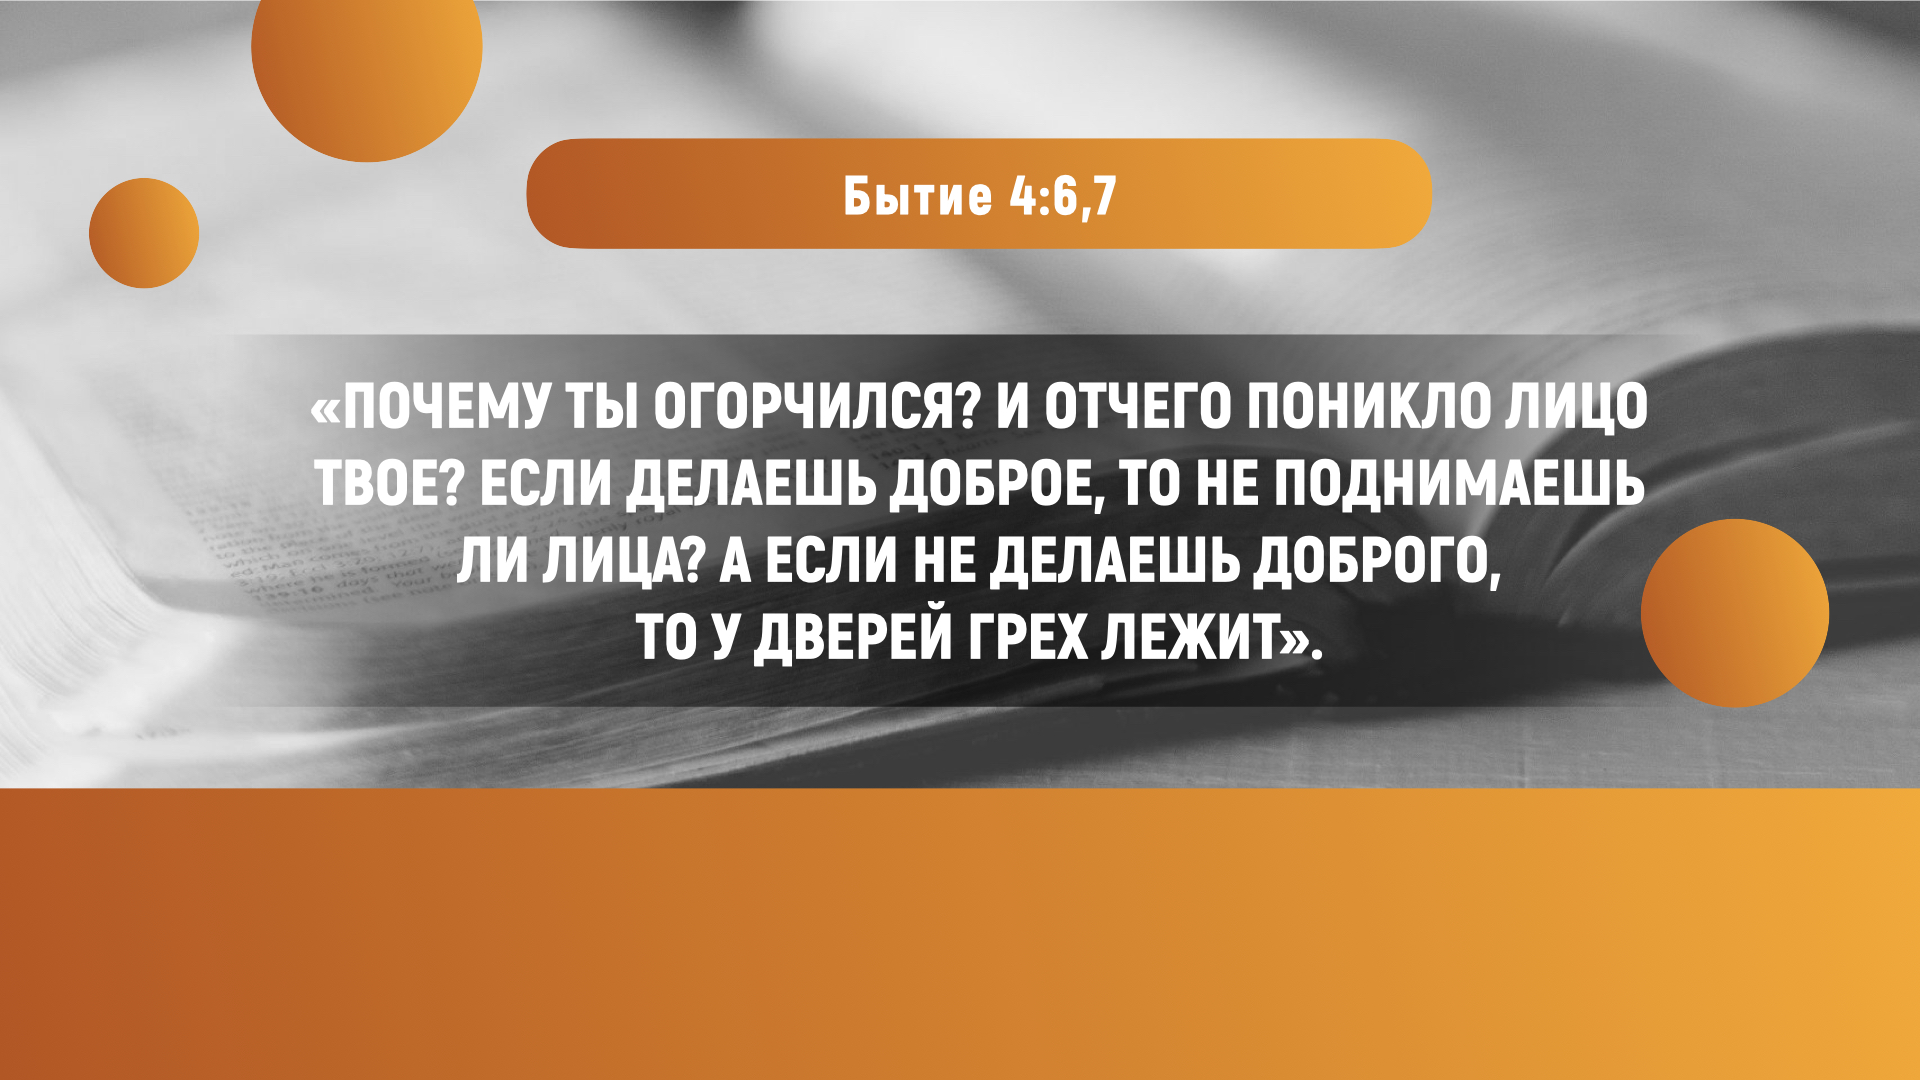 Бытие 4:6,7
«ПОЧЕМУ ТЫ ОГОРЧИЛСЯ? И ОТЧЕГО ПОНИКЛО ЛИЦО
ТВОЕ? ЕСЛИ ДЕЛАЕШЬ ДОБРОЕ, ТО НЕ ПОДНИМАЕШЬ
ЛИ ЛИЦА? А ЕСЛИ НЕ ДЕЛАЕШЬ ДОБРОГО,
ТО У ДВЕРЕЙ ГРЕХ ЛЕЖИТ».